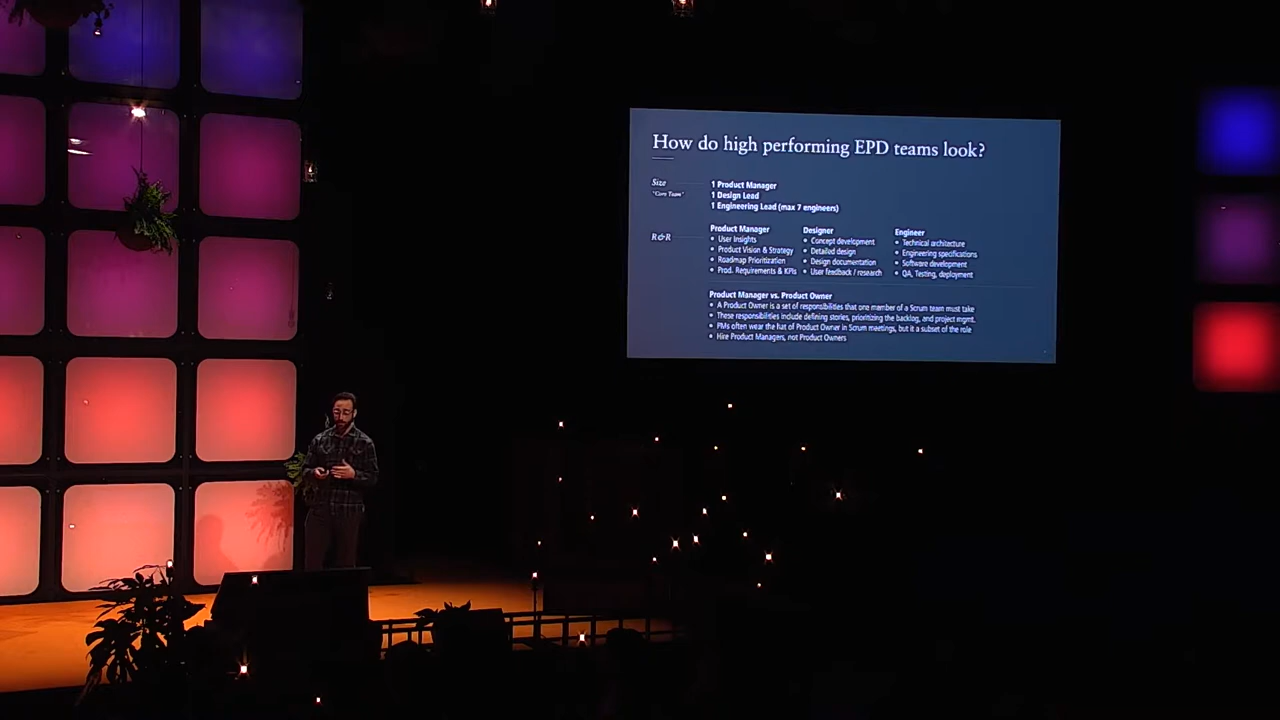 How do high performing EPD teams look?
Size
"Core Team"
1 Product Manager
1 Design Lead
1 Engineering Lead (max 7 engineers)
R&R
Product Manager
• User Insights
• Product Vision & Strategy
• Roadmap Prioritization
• Prod. Requirements & KPIs
Designer
• Concept development
• Detailed design
• Design documentation
• User feedback / research
Engineer
• Technical architecture
• Engineering specifications
• Software development
• QA, Testing, deployment
Product Manager vs. Product Owner
• A Product Owner is a set of responsibilities that one member of a Scrum team must take
• These responsibilities include defining stories, prioritizing the backlog, and project mgmt.
• PMs often wear the hat of Product Owner in Scrum meetings, but it a subset of the role
• Hire Product Managers, not Product Owners